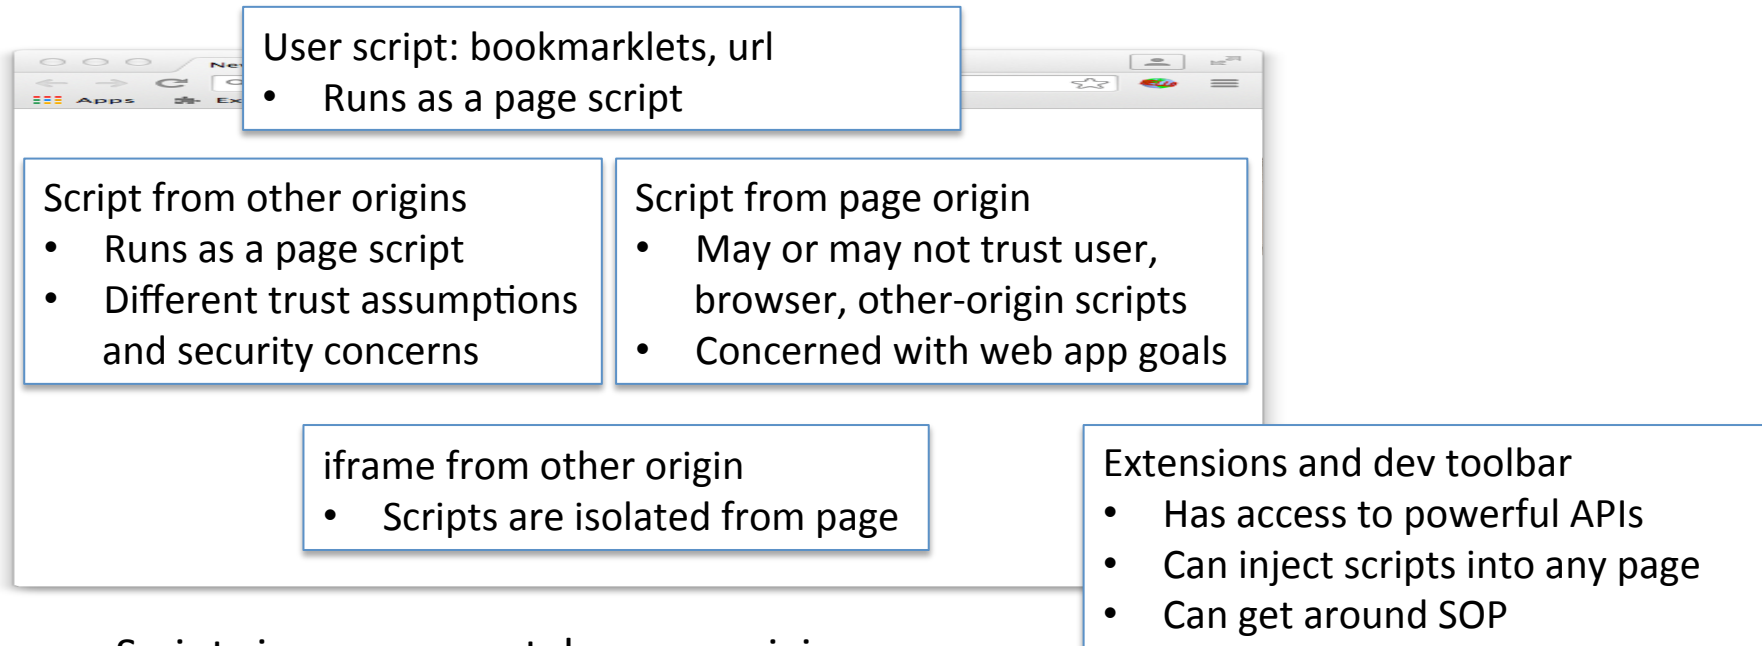 User script: bookmarklets, url
• Runs as a page script
Ne
Apps Ex
Script from other origins
• Runs as a page script
• Different trust assumptions
and security concerns
Script from page origin
• May or may not trust user,
browser, other-origin scripts
• Concerned with web app goals
iframe from other origin
• Scripts are isolated from page
Extensions and dev toolbar
• Has access to powerful APIs
• Can inject scripts into any page
• Can get around SOP